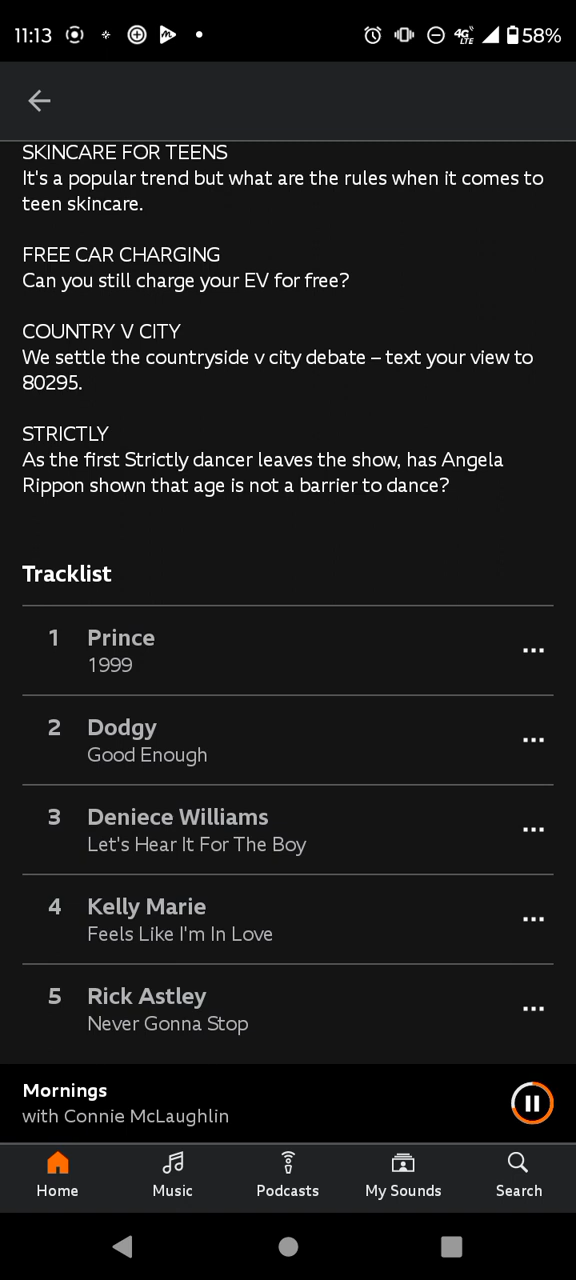 11:13
4G
LTE
58%
SKINCARE FOR TEENS
It's a popular trend but what are the rules when it comes to
teen skincare.
FREE CAR CHARGING
Can you still charge your EV for free?
COUNTRY V CITY
We settle the countryside v city debate – text your view to
80295.
STRICTLY
As the first Strictly dancer leaves the show, has Angela
Rippon shown that age is not a barrier to dance?
Tracklist
1 Prince
1999
2 Dodgy
Good Enough
3 Deniece Williams
Let's Hear It For The Boy
4 Kelly Marie
Feels Like I'm In Love
5 Rick Astley
Never Gonna Stop
Mornings
with Connie McLaughlin
Home Music Podcasts My Sounds Search